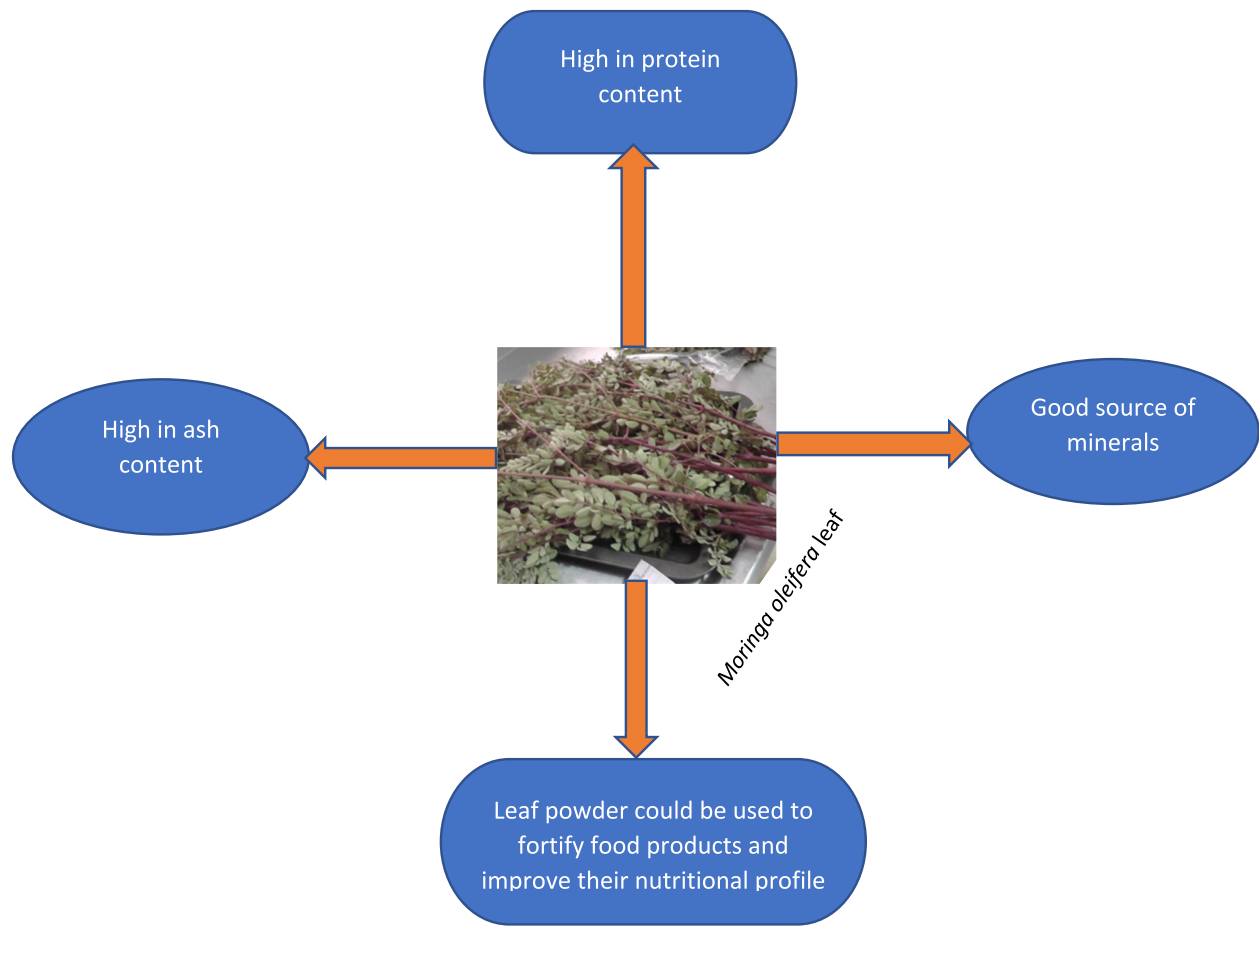 High in protein
content
High in ash
content
Good source of
minerals
Moringa oleifera leaf
Leaf powder could be used to
fortify food products and
improve their nutritional profile